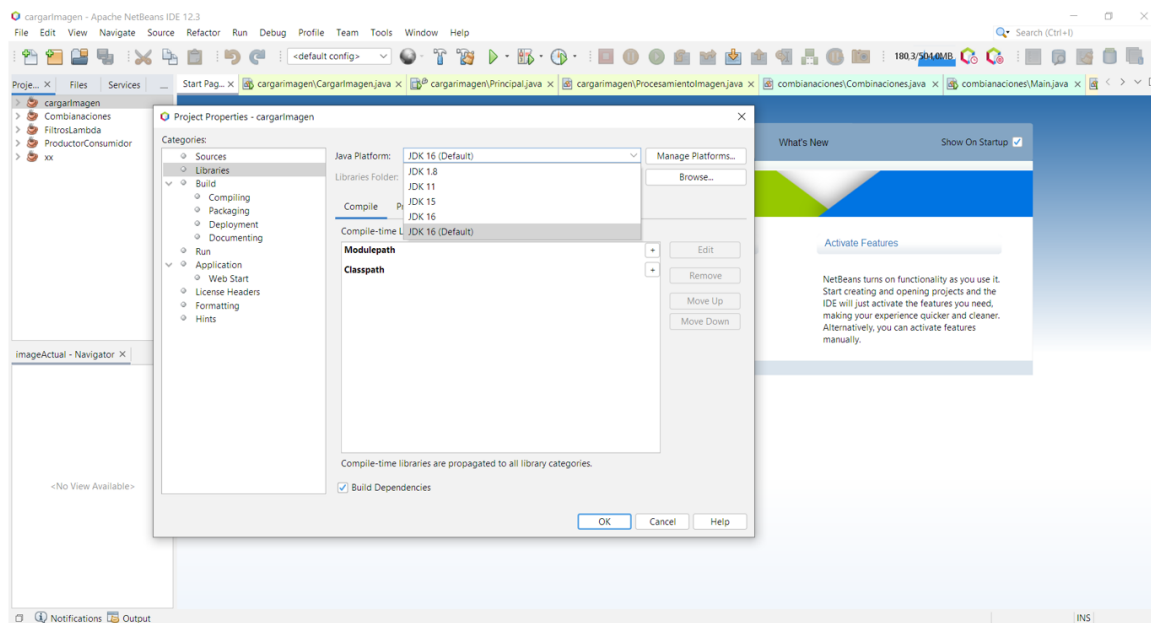 cargarImagen - Apache NetBeans IDE 12.3
File Edit View Navigate Source Refactor Run Debug Profile Team Tools Window Help
Search (Ctrl+I)
<default config>
Proje... Files Services ...
Start Pag... cargarimagen\CargarImagen.java cargarimagen\Principal.java cargarimagen\ProcesamientoImagen.java combianaciones\Combinaciones.java combianaciones\Main.java
cargarImagen
Combianaciones
FiltrosLambda
ProductorConsumidor
xx
Project Properties - cargarImagen
Categories:
Sources
Libraries
Build
Compiling
Packaging
Deployment
Documenting
Run
Application
Web Start
License Headers
Formatting
Hints
Java Platform: JDK 16 (Default) Manage Platforms...
Libraries Folder: Browse...
JDK 1.8
JDK 11
JDK 15
JDK 16
JDK 16 (Default)
Compile
Compile-time
Modulepath + Edit
Classpath + Remove
Move Up
Move Down
Compile-time libraries are propagated to all library categories.
Build Dependencies
OK Cancel Help
What's New Show On Startup
Activate Features
NetBeans turns on functionality as you use it.
Start creating and opening projects and the
IDE will just activate the features you need,
making your experience quicker and cleaner.
Alternatively, you can activate features
manually.
imageActual - Navigator
<No View Available>
Notifications Output INS